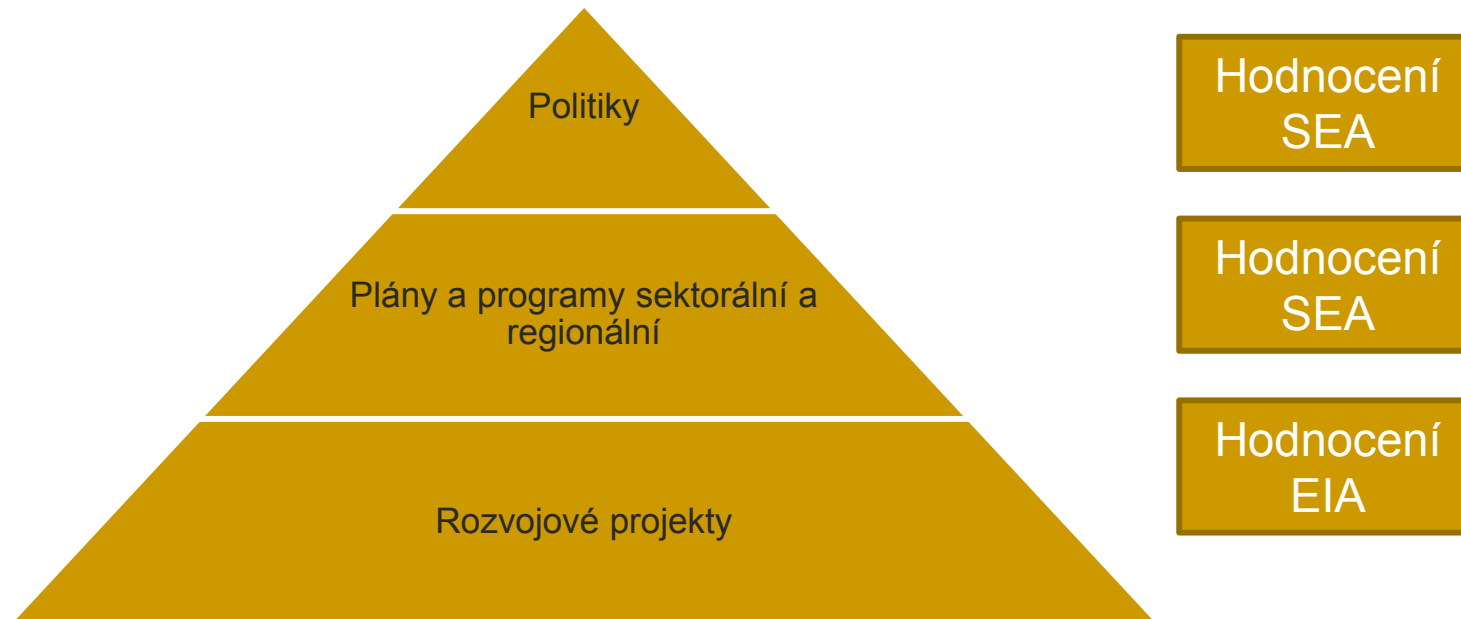 Politiky
Hodnocení
SEA
Plány a programy sektorální a
regionální
Hodnocení
SEA
Rozvojové projekty
Hodnocení
EIA